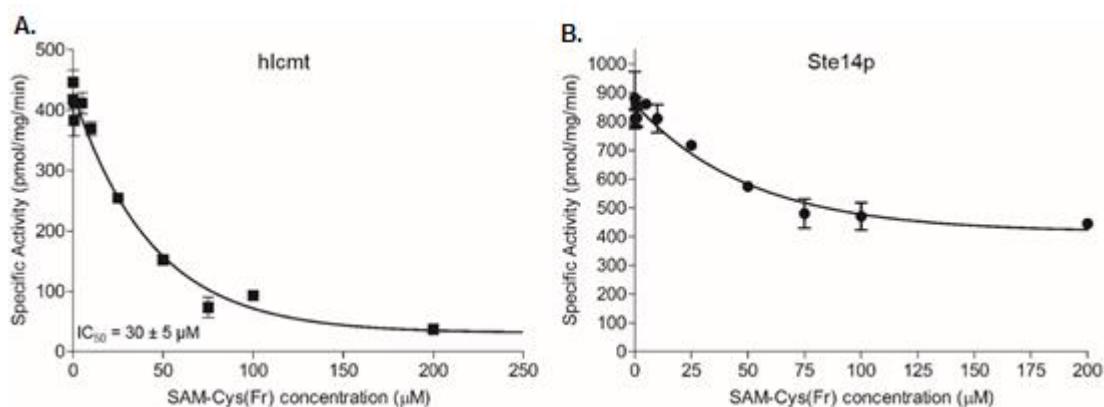 A.
hIcmt
Specific Activity (pmol/mg/min)
500
400
300
200
100
0
IC₅₀ = 30 ± 5 µM
0 50 100 150 200 250
SAM-Cys(Fr) concentration (µM)
B.
Ste14p
Specific Activity (pmol/mg/min)
1000
900
800
700
600
500
400
300
200
100
0
0 25 50 75 100 125 150 175 200
SAM-Cys(Fr) concentration (µM)